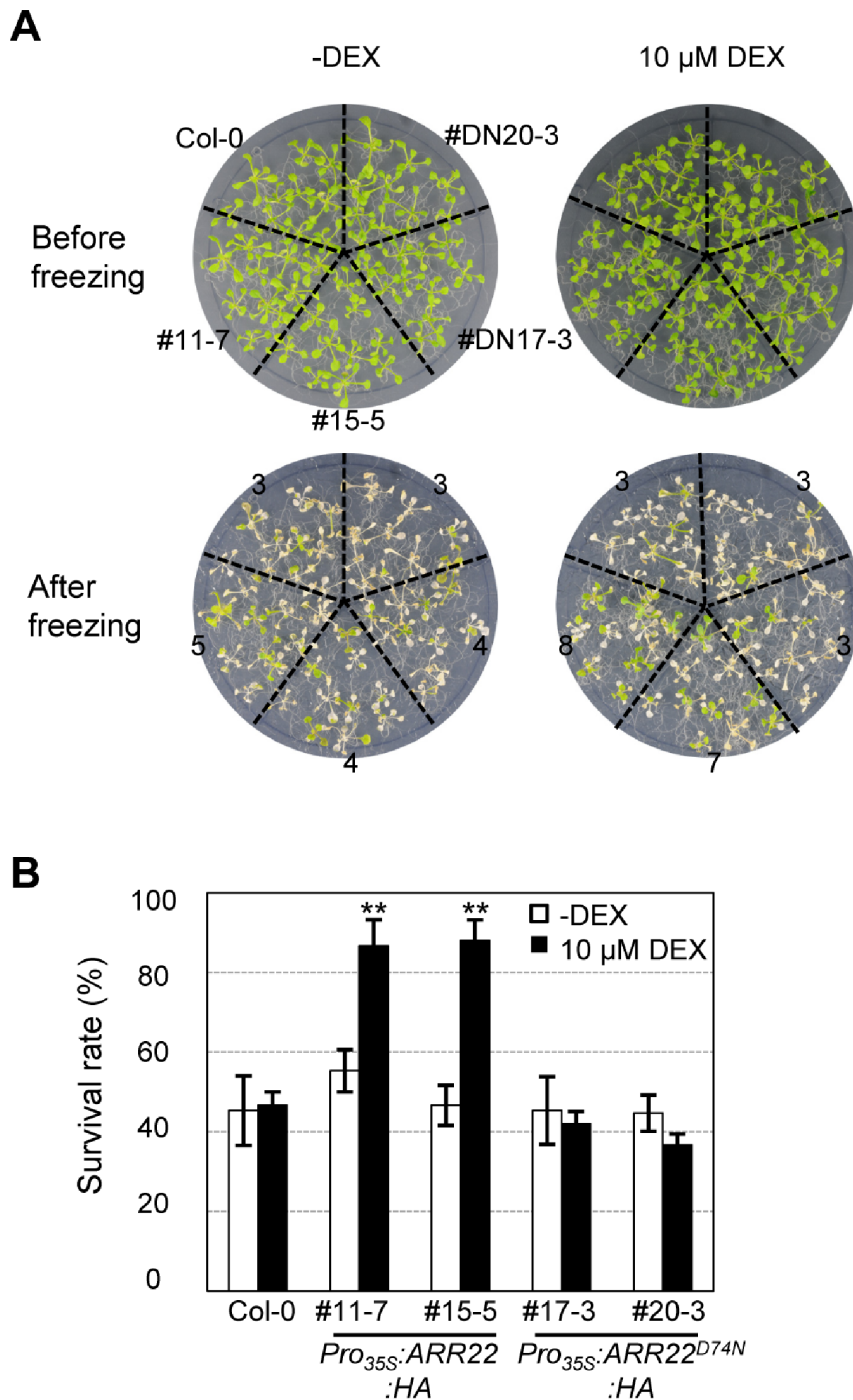 A
-DEX 10 µM DEX
Col-0 #DN20-3
Before
freezing
#11-7 #DN17-3
#15-5
3 3 3 3
After
freezing
5 4 8 3
4 7
B
100
80
60
40
20
0
Survival rate (%)
** **
-DEX
10 µM DEX
Col-0 #11-7 #15-5 #17-3 #20-3
Pro35S:ARR22 Pro35S:ARR22D74N
:HA :HA